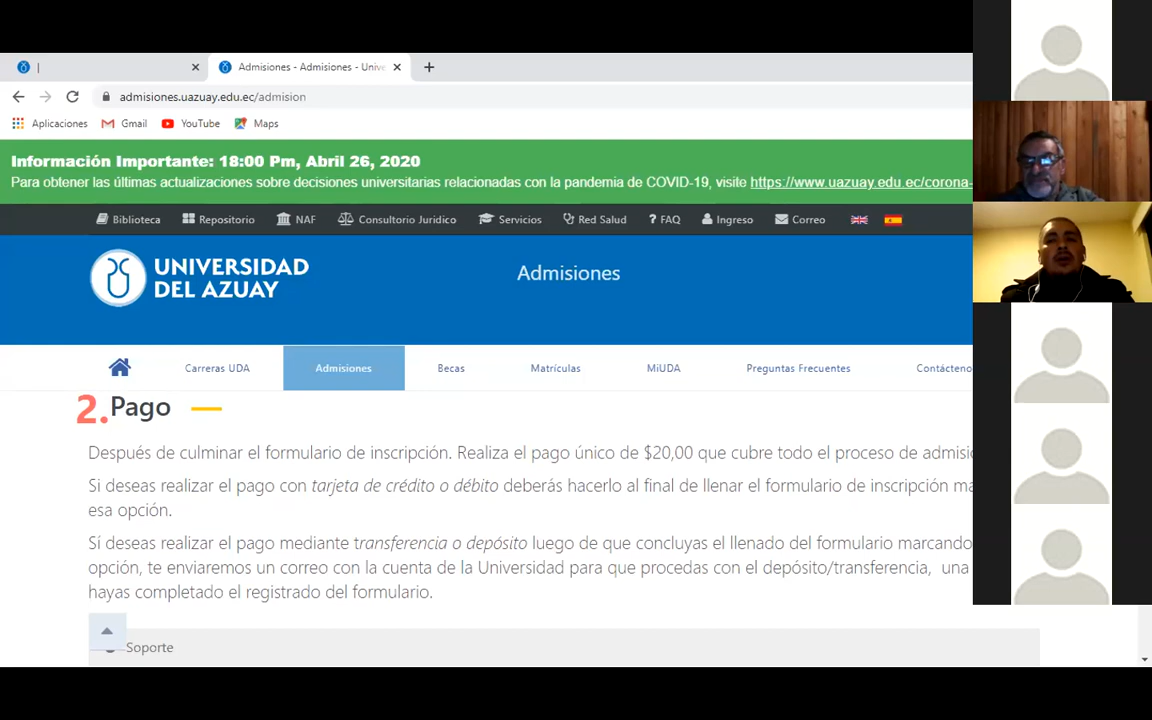 |
Admisiones - Admisiones - Unive
admisiones.uazuay.edu.ec/admision
Aplicaciones Gmail YouTube Maps
Información Importante: 18:00 Pm, Abril 26, 2020
Para obtener las últimas actualizaciones sobre decisiones universitarias relacionadas con la pandemia de COVID-19, visite https://www.uazuay.edu.ec/corona-
Biblioteca Repositorio NAF Consultorio Jurídico Servicios Red Salud FAQ Ingreso Correo
UNIVERSIDAD
DEL AZUAY
Admisiones
Carreras UDA Admisiones Becas Matrículas MiUDA Preguntas Frecuentes Contácteno
2. Pago
Después de culminar el formulario de inscripción. Realiza el pago único de $20,00 que cubre todo el proceso de admisi
Si deseas realizar el pago con tarjeta de crédito o débito deberás hacerlo al final de llenar el formulario de inscripción ma
esa opción.
Sí deseas realizar el pago mediante transferencia o depósito luego de que concluyas el llenado del formulario marcando
opción, te enviaremos un correo con la cuenta de la Universidad para que procedas con el depósito/transferencia, una
hayas completado el registrado del formulario.
Soporte